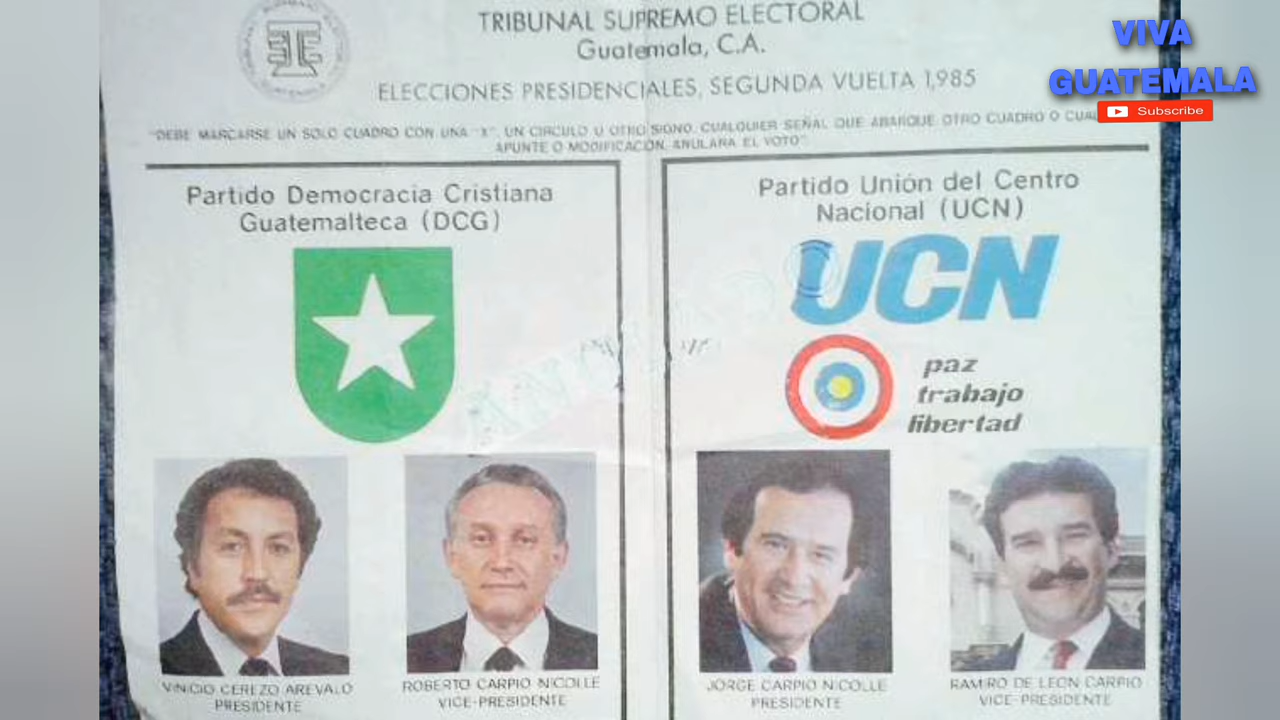 TRIBUNAL SUPREMO ELECTORAL
Guatemala, C.A.
ELECCIONES PRESIDENCIALES, SEGUNDA VUELTA 1,985
"DEBE MARCARSE UN SOLO CUADRO CON UNA "X", UN CIRCULO U OTRO SIGNO, CUALQUIER SEÑAL QUE ABARQUE OTRO CUADRO O
APUNTE O MODIFICACION, ANULARA EL VOTO"
VIVA
GUATEMALA
Subscribe
Partido Democracia Cristiana
Guatemalteca (DCG)
VINICIO CEREZO AREVALO
PRESIDENTE
ROBERTO CARPIO NICOLLE
VICE-PRESIDENTE
Partido Unión del Centro
Nacional (UCN)
UCN
paz
trabajo
libertad
JORGE CARPIO NICOLLE
PRESIDENTE
RAMIRO DE LEON CARPIO
VICE-PRESIDENTE